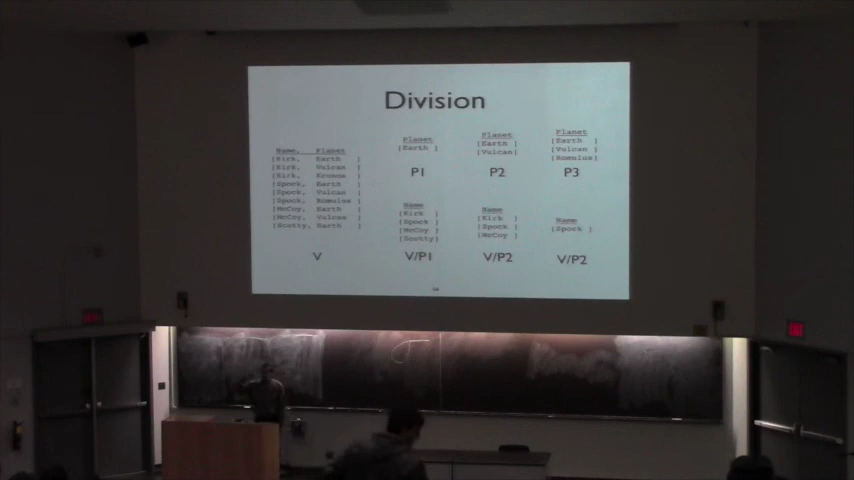 Division
Name, Planet
[Kirk, Earth ]
[Kirk, Vulcan ]
[Kirk, Kronos ]
[Spock, Earth ]
[Spock, Vulcan ]
[Spock, Romulus ]
[McCoy, Earth ]
[McCoy, Vulcan ]
[Scotty, Earth ]
V
Planet
[Earth ]
P1
Planet
[Earth ]
[Vulcan]
P2
Planet
[Earth ]
[Vulcan ]
[Romulus]
P3
Name
[Kirk ]
[Spock ]
[McCoy ]
[Scotty]
V/P1
Name
[Kirk ]
[Spock ]
[McCoy ]
V/P2
Name
[Spock ]
V/P2